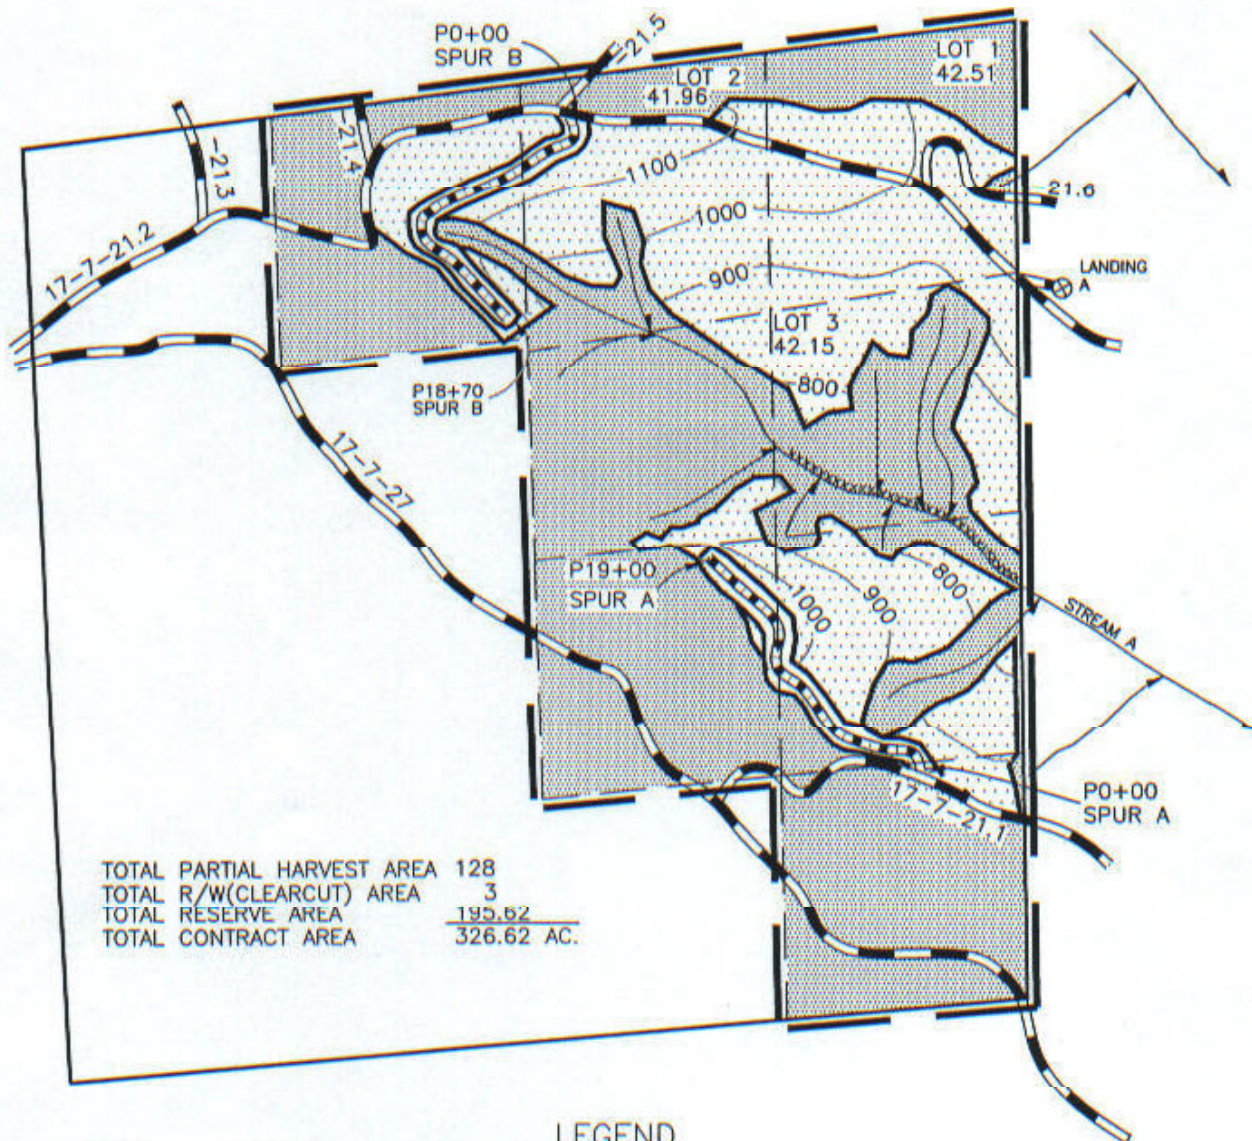 P0+00
SPUR B
-21.5
LOT 1
42.51
LOT 2
41.96
-21.3
-21.4
1100
1000
21.6
17-7-21.2
900
LANDING
A
LOT 3
42.15
P18+70
SPUR B
800
17-7-27
P19+00
SPUR A
1000
900
800
STREAM A
17-7-21.1
P0+00
SPUR A
TOTAL PARTIAL HARVEST AREA 128
TOTAL R/W(CLEARCUT) AREA 3
TOTAL RESERVE AREA 195.62
TOTAL CONTRACT AREA 326.62 AC.
LEGEND